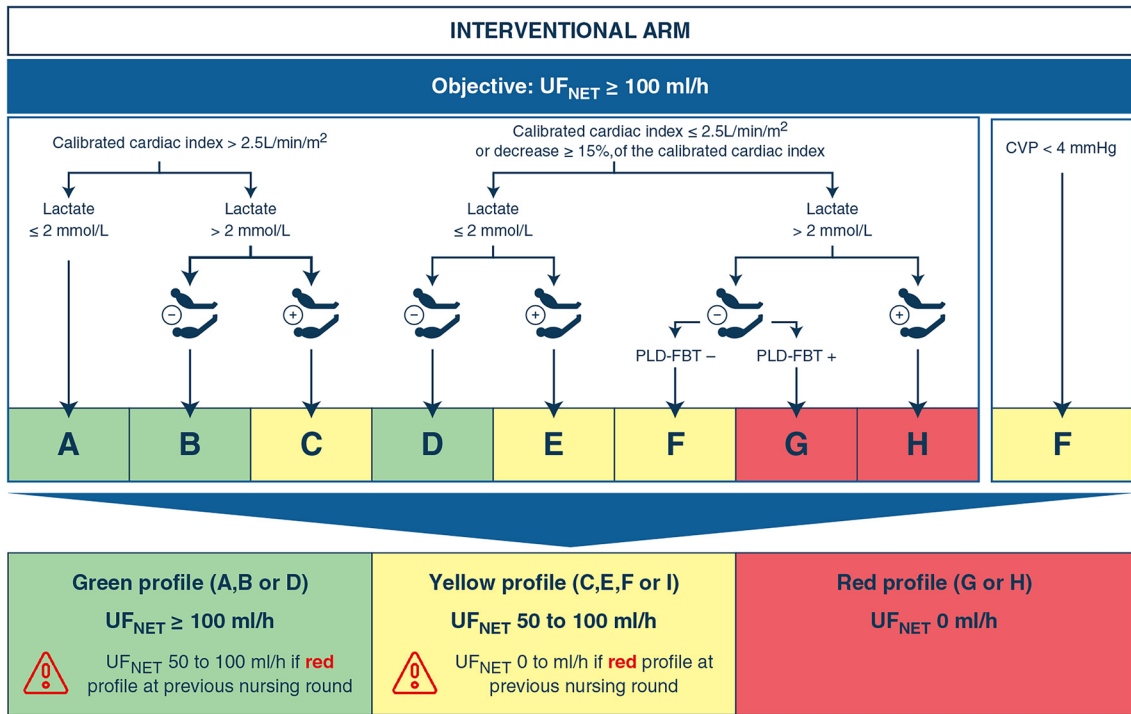 INTERVENTIONAL ARM
Objective: UFNET ≥ 100 ml/h
Calibrated cardiac index > 2.5L/min/m²
Calibrated cardiac index ≤ 2.5L/min/m²
or decrease ≥ 15%,of the calibrated cardiac index
CVP < 4 mmHg
Lactate
≤ 2 mmol/L
Lactate
> 2 mmol/L
Lactate
≤ 2 mmol/L
Lactate
> 2 mmol/L
−
+
−
+
−
+
PLD-FBT −
PLD-FBT +
A
B
C
D
E
F
G
H
F
Green profile (A,B or D)
UFNET ≥ 100 ml/h
UFNET 50 to 100 ml/h if red
profile at previous nursing round
Yellow profile (C,E,F or I)
UFNET 50 to 100 ml/h
UFNET 0 to ml/h if red profile at
previous nursing round
Red profile (G or H)
UFNET 0 ml/h